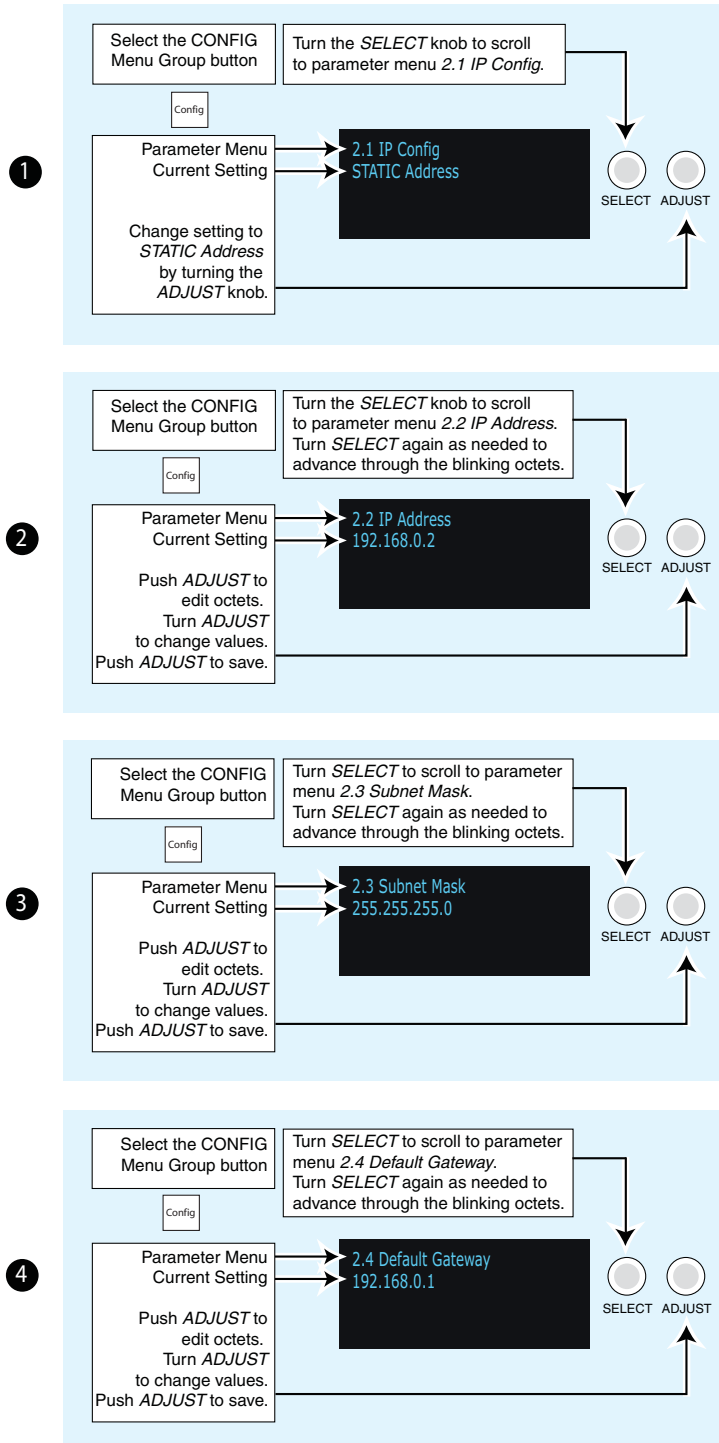 1
Select the CONFIG
Menu Group button
Turn the SELECT knob to scroll
to parameter menu 2.1 IP Config.
Config
Parameter Menu
Current Setting
Change setting to
STATIC Address
by turning the
ADJUST knob.
2.1 IP Config
STATIC Address
SELECT ADJUST
2
Select the CONFIG
Menu Group button
Turn the SELECT knob to scroll
to parameter menu 2.2 IP Address.
Turn SELECT again as needed to
advance through the blinking octets.
Config
Parameter Menu
Current Setting
Push ADJUST to
edit octets.
Turn ADJUST
to change values.
Push ADJUST to save.
2.2 IP Address
192.168.0.2
SELECT ADJUST
3
Select the CONFIG
Menu Group button
Turn SELECT to scroll to parameter
menu 2.3 Subnet Mask.
Turn SELECT again as needed to
advance through the blinking octets.
Config
Parameter Menu
Current Setting
Push ADJUST to
edit octets.
Turn ADJUST
to change values.
Push ADJUST to save.
2.3 Subnet Mask
255.255.255.0
SELECT ADJUST
4
Select the CONFIG
Menu Group button
Turn SELECT to scroll to parameter
menu 2.4 Default Gateway.
Turn SELECT again as needed to
advance through the blinking octets.
Config
Parameter Menu
Current Setting
Push ADJUST to
edit octets.
Turn ADJUST
to change values.
Push ADJUST to save.
2.4 Default Gateway
192.168.0.1
SELECT ADJUST